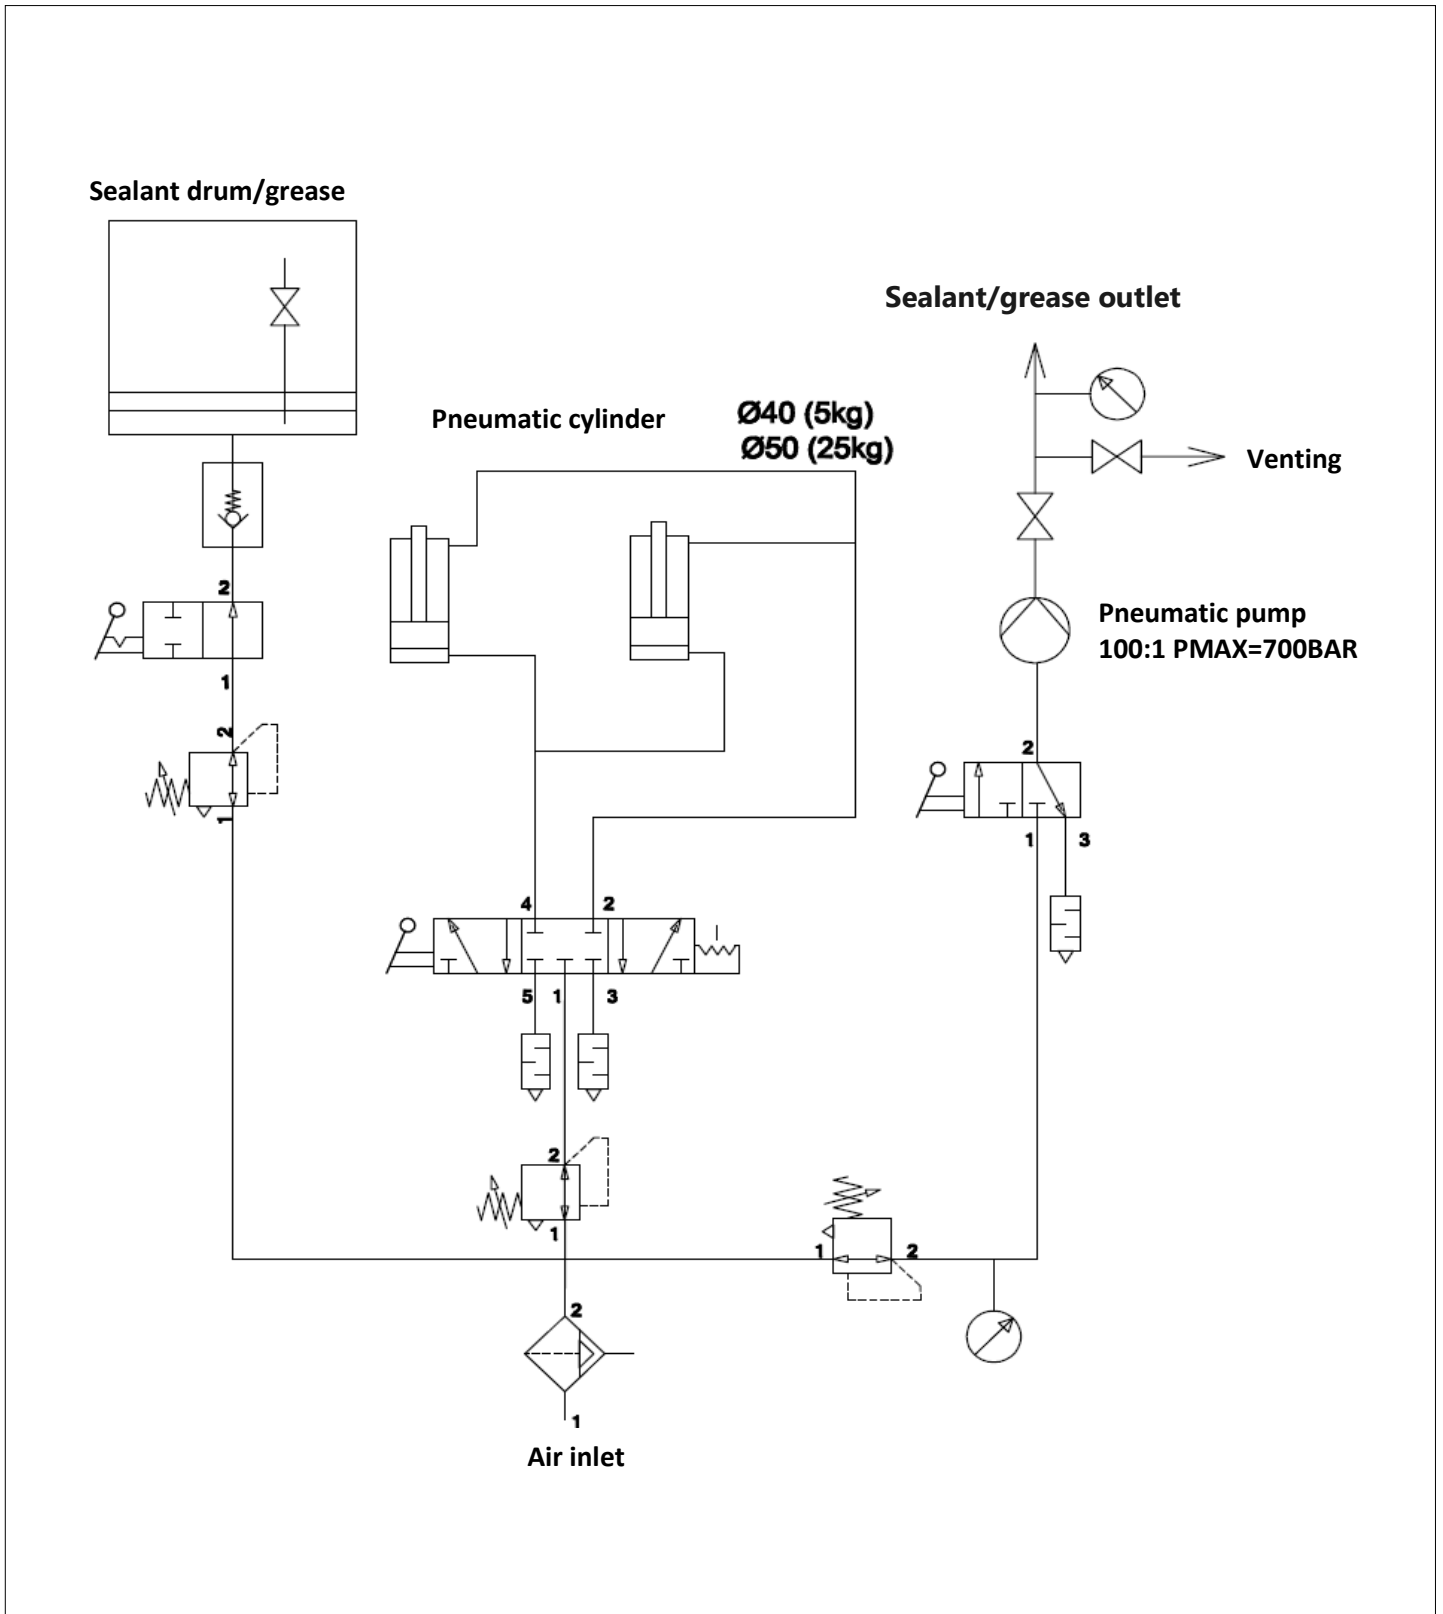 Sealant drum/grease
Sealant/grease outlet
Pneumatic cylinder
Ø40 (5kg)
Ø50 (25kg)
Venting
2
1
Pneumatic pump
100:1 PMAX=700BAR
2
1
2
1
3
4
2
5
1
3
2
1
1
2
2
1
Air inlet